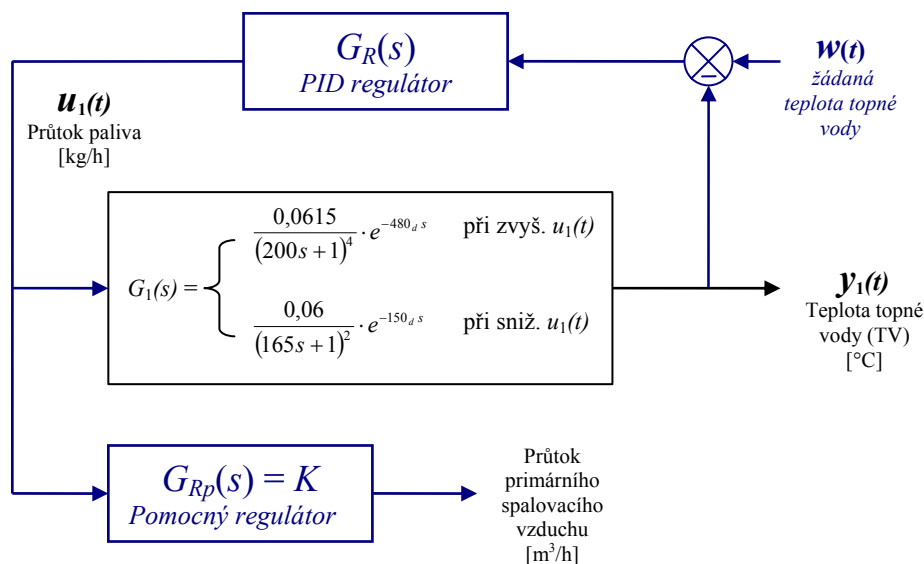 G_R(s)
PID regulátor
w(t)
žádaná
teplota topné
vody
u₁(t)
Průtok paliva
[kg/h]
G₁(s) = { 0,0615 / (200s + 1)⁴ · e^(−480_d s) při zvýš. u₁(t)
0,06 / (165s + 1)² · e^(−150_d s) při sniž. u₁(t)
y₁(t)
Teplota topné
vody (TV)
[°C]
G_Rp(s) = K
Pomocný regulátor
Průtok
primárního
spalovacího
vzduchu
[m³/h]